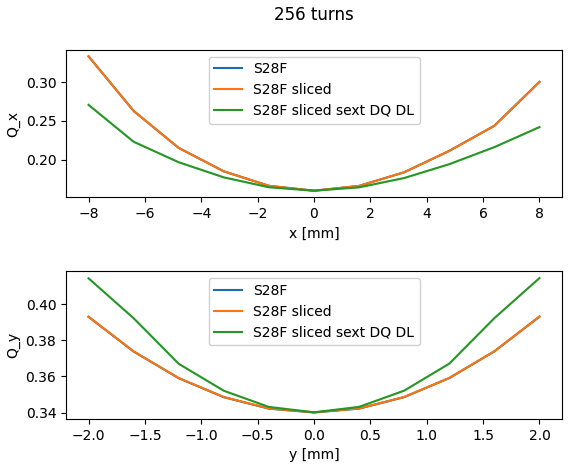 256 turns
Q_x
0.30
0.25
0.20
S28F
S28F sliced
S28F sliced sext DQ DL
−8 −6 −4 −2 0 2 4 6 8
x [mm]
Q_y
0.40
0.38
0.36
0.34
S28F
S28F sliced
S28F sliced sext DQ DL
−2.0 −1.5 −1.0 −0.5 0.0 0.5 1.0 1.5 2.0
y [mm]